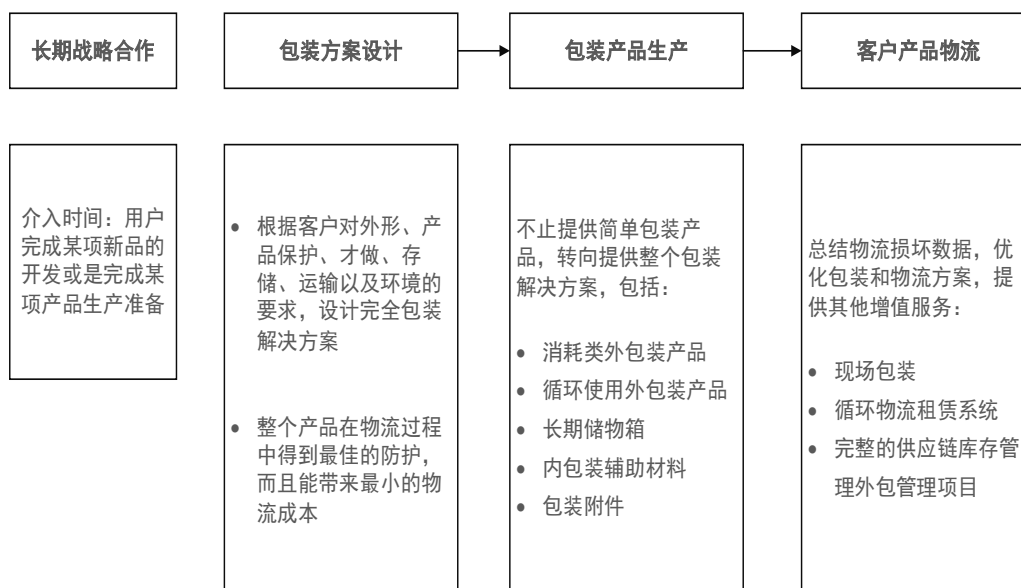 长期战略合作
包装方案设计
包装产品生产
客户产品物流
介入时间：用户
完成某项新品的
开发或是完成某
项产品生产准备
● 根据客户对外形、产
品保护、才做、存
储、运输以及环境的
要求，设计完全包装
解决方案
● 整个产品在物流过程
中得到最佳的防护，
而且能带来最小的物
流成本
不止提供简单包装产
品，转向提供整个包装
解决方案，包括：
● 消耗类外包装产品
● 循环使用外包装产品
● 长期储物箱
● 内包装辅助材料
● 包装附件
总结物流损坏数据，优
化包装和物流方案，提
供其他增值服务：
● 现场包装
● 循环物流租赁系统
● 完整的供应链库存管
理外包管理项目